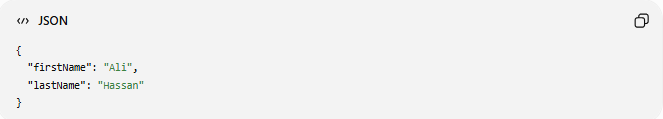 JSON
{
  "firstName": "Ali",
  "lastName": "Hassan"
}